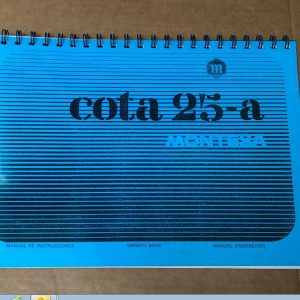 m
cota 25-a
MONTESA
MANUAL DE INSTRUCCIONES OWNER'S BOOK MANUEL D'ENTRETIEN